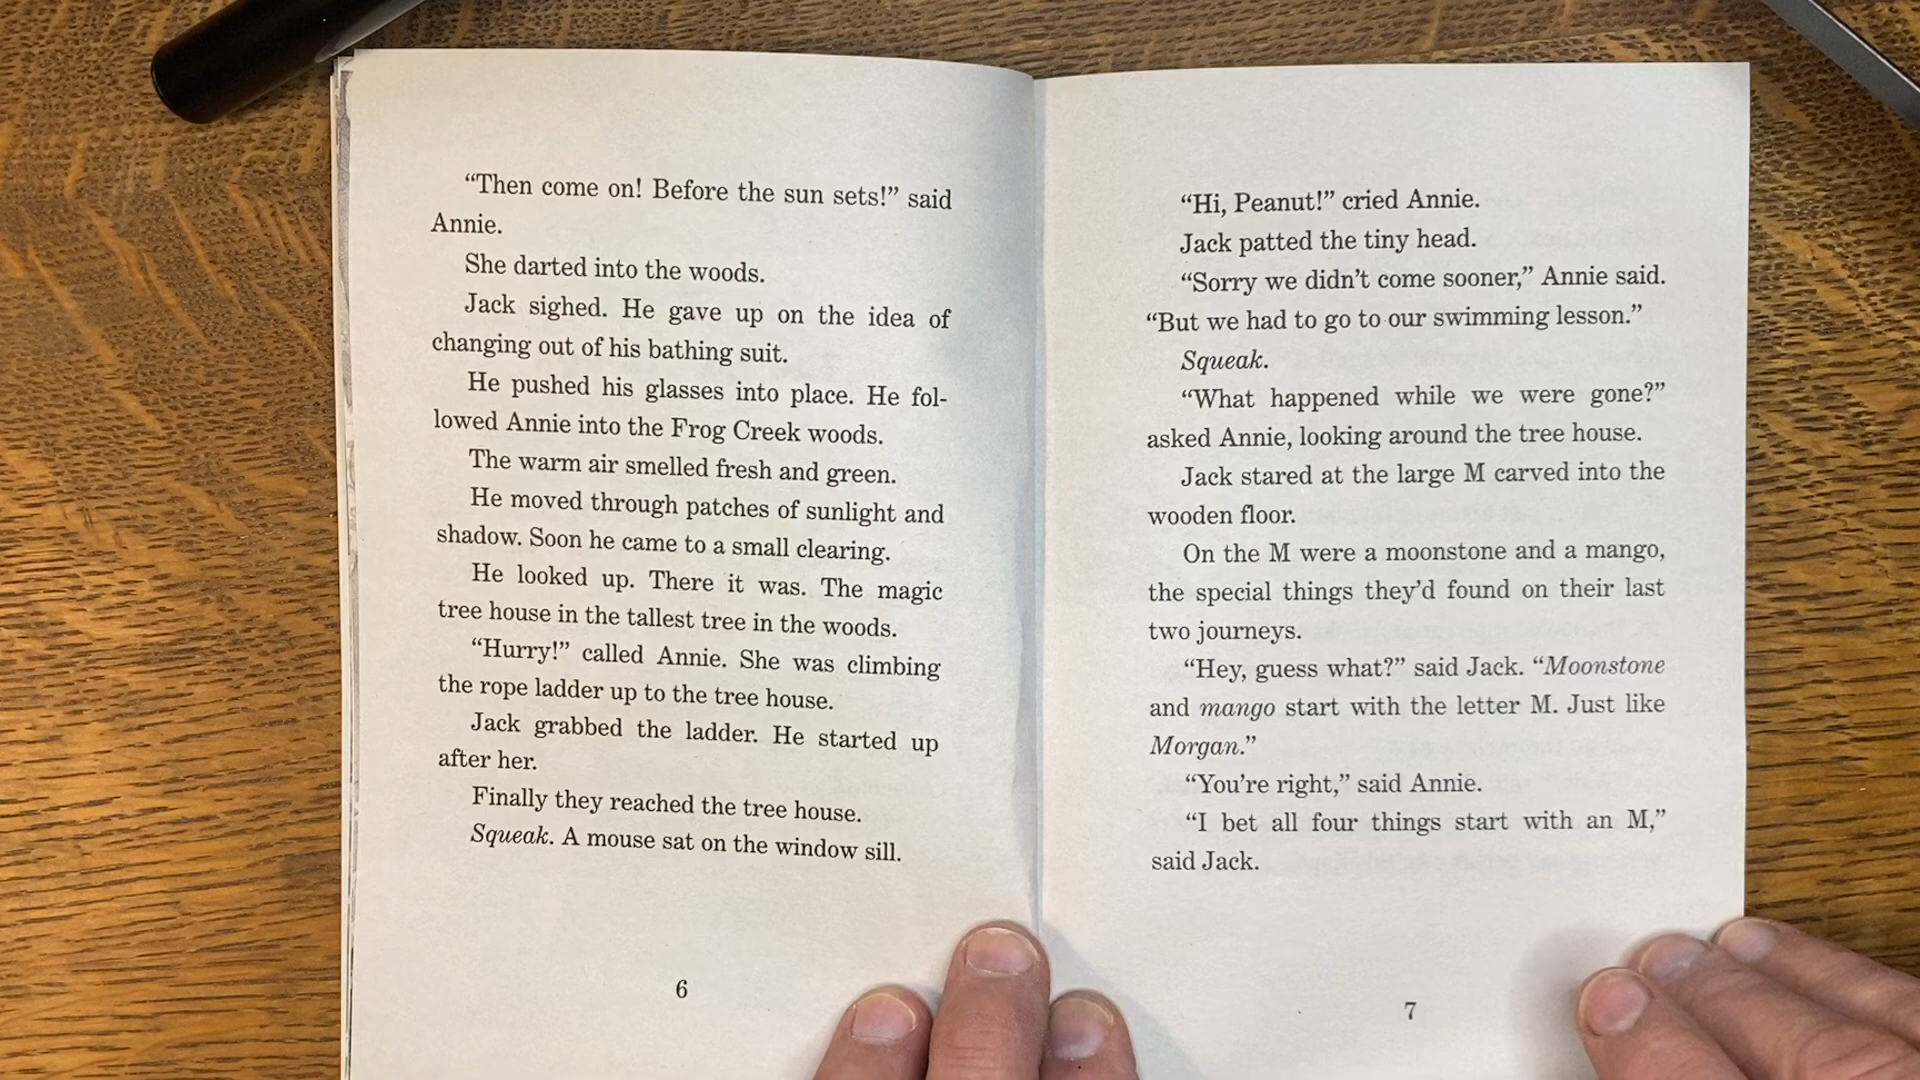 “Then come on! Before the sun sets!” said
Annie.
She darted into the woods.
Jack sighed. He gave up on the idea of
changing out of his bathing suit.
He pushed his glasses into place. He fol-
lowed Annie into the Frog Creek woods.
The warm air smelled fresh and green.
He moved through patches of sunlight and
shadow. Soon he came to a small clearing.
He looked up. There it was. The magic
tree house in the tallest tree in the woods.
“Hurry!” called Annie. She was climbing
the rope ladder up to the tree house.
Jack grabbed the ladder. He started up
after her.
Finally they reached the tree house.
Squeak. A mouse sat on the window sill.
6
“Hi, Peanut!” cried Annie.
Jack patted the tiny head.
“Sorry we didn’t come sooner,” Annie said.
“But we had to go to our swimming lesson.”
Squeak.
“What happened while we were gone?”
asked Annie, looking around the tree house.
Jack stared at the large M carved into the
wooden floor.
On the M were a moonstone and a mango,
the special things they’d found on their last
two journeys.
“Hey, guess what?” said Jack. “Moonstone
and mango start with the letter M. Just like
Morgan.”
“You’re right,” said Annie.
“I bet all four things start with an M,”
said Jack.
7